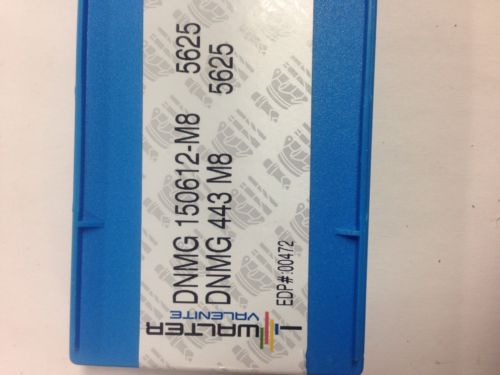 WALTER
VALENITE
DNMG 150612-M8 5625
DNMG 443 M8 5625
EDP#:00472